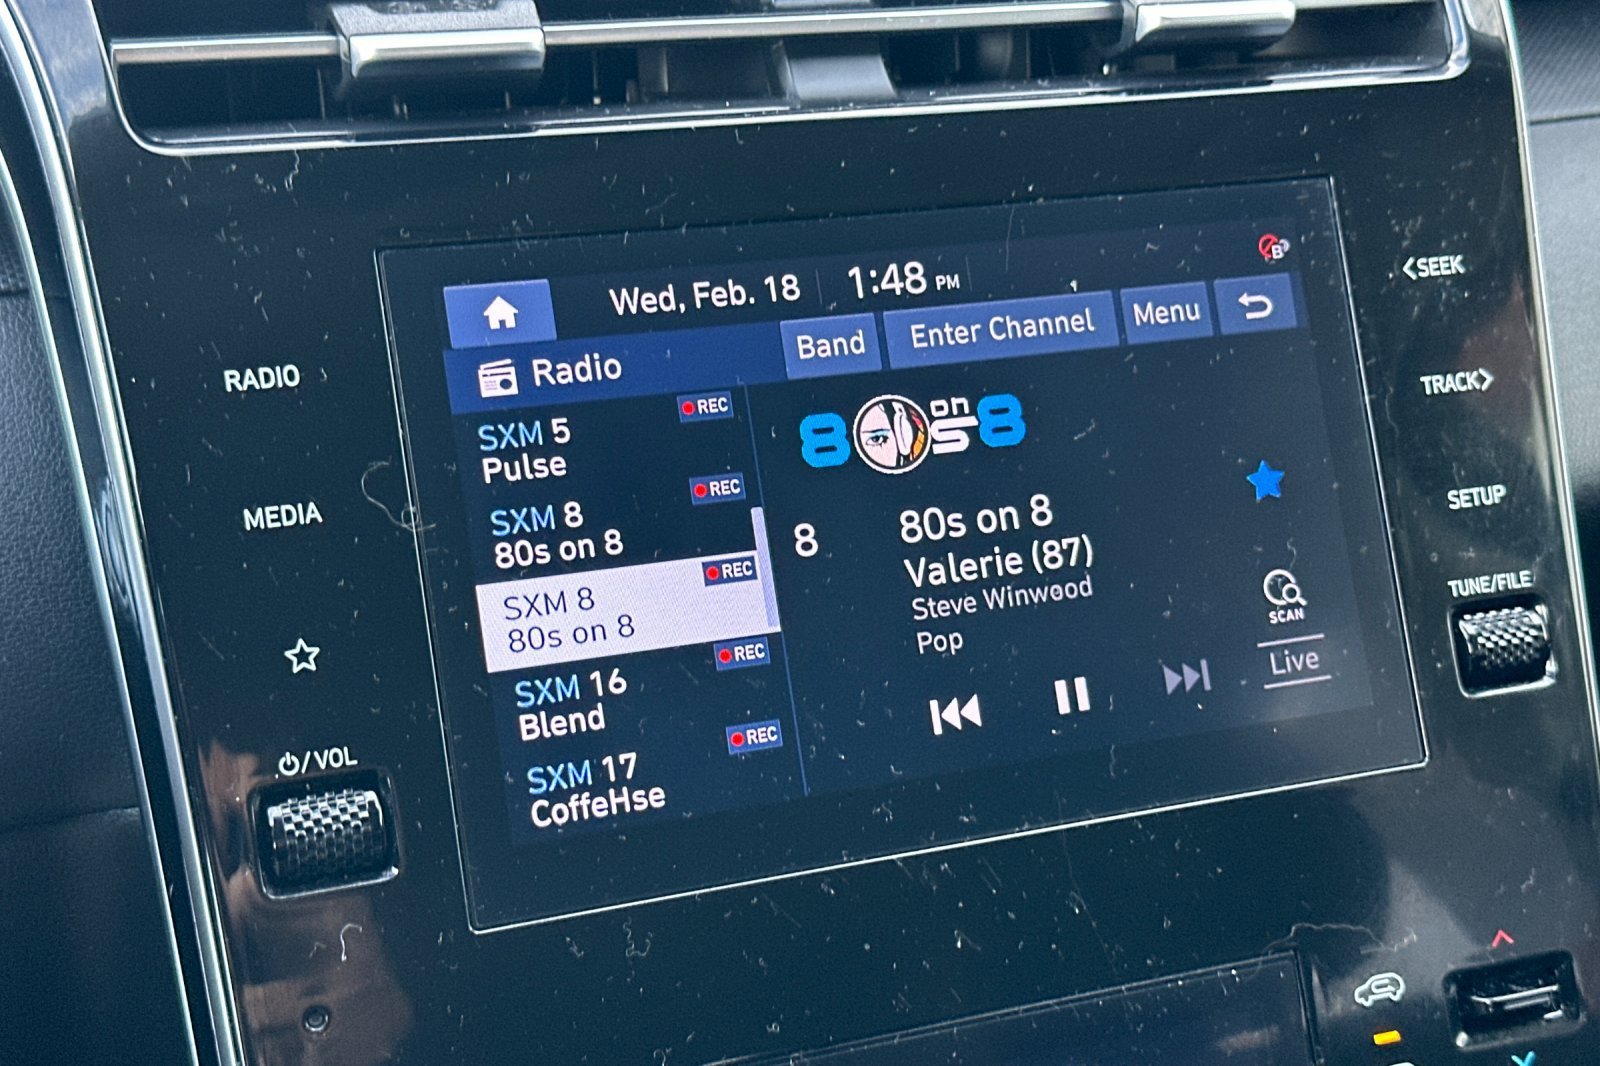 Wed, Feb. 18 1:48 PM
B
Radio
Band
Enter Channel
Menu
REC
SXM 5
Pulse
REC
SXM 8
80s on 8
REC
SXM 8
80s on 8
REC
SXM 16
Blend
REC
SXM 17
CoffeHse
8 on S 8
8
80s on 8
Valerie (87)
Steve Winwood
Pop
SCAN
Live
RADIO
MEDIA
/ VOL
<SEEK
TRACK>
SETUP
TUNE/FILE